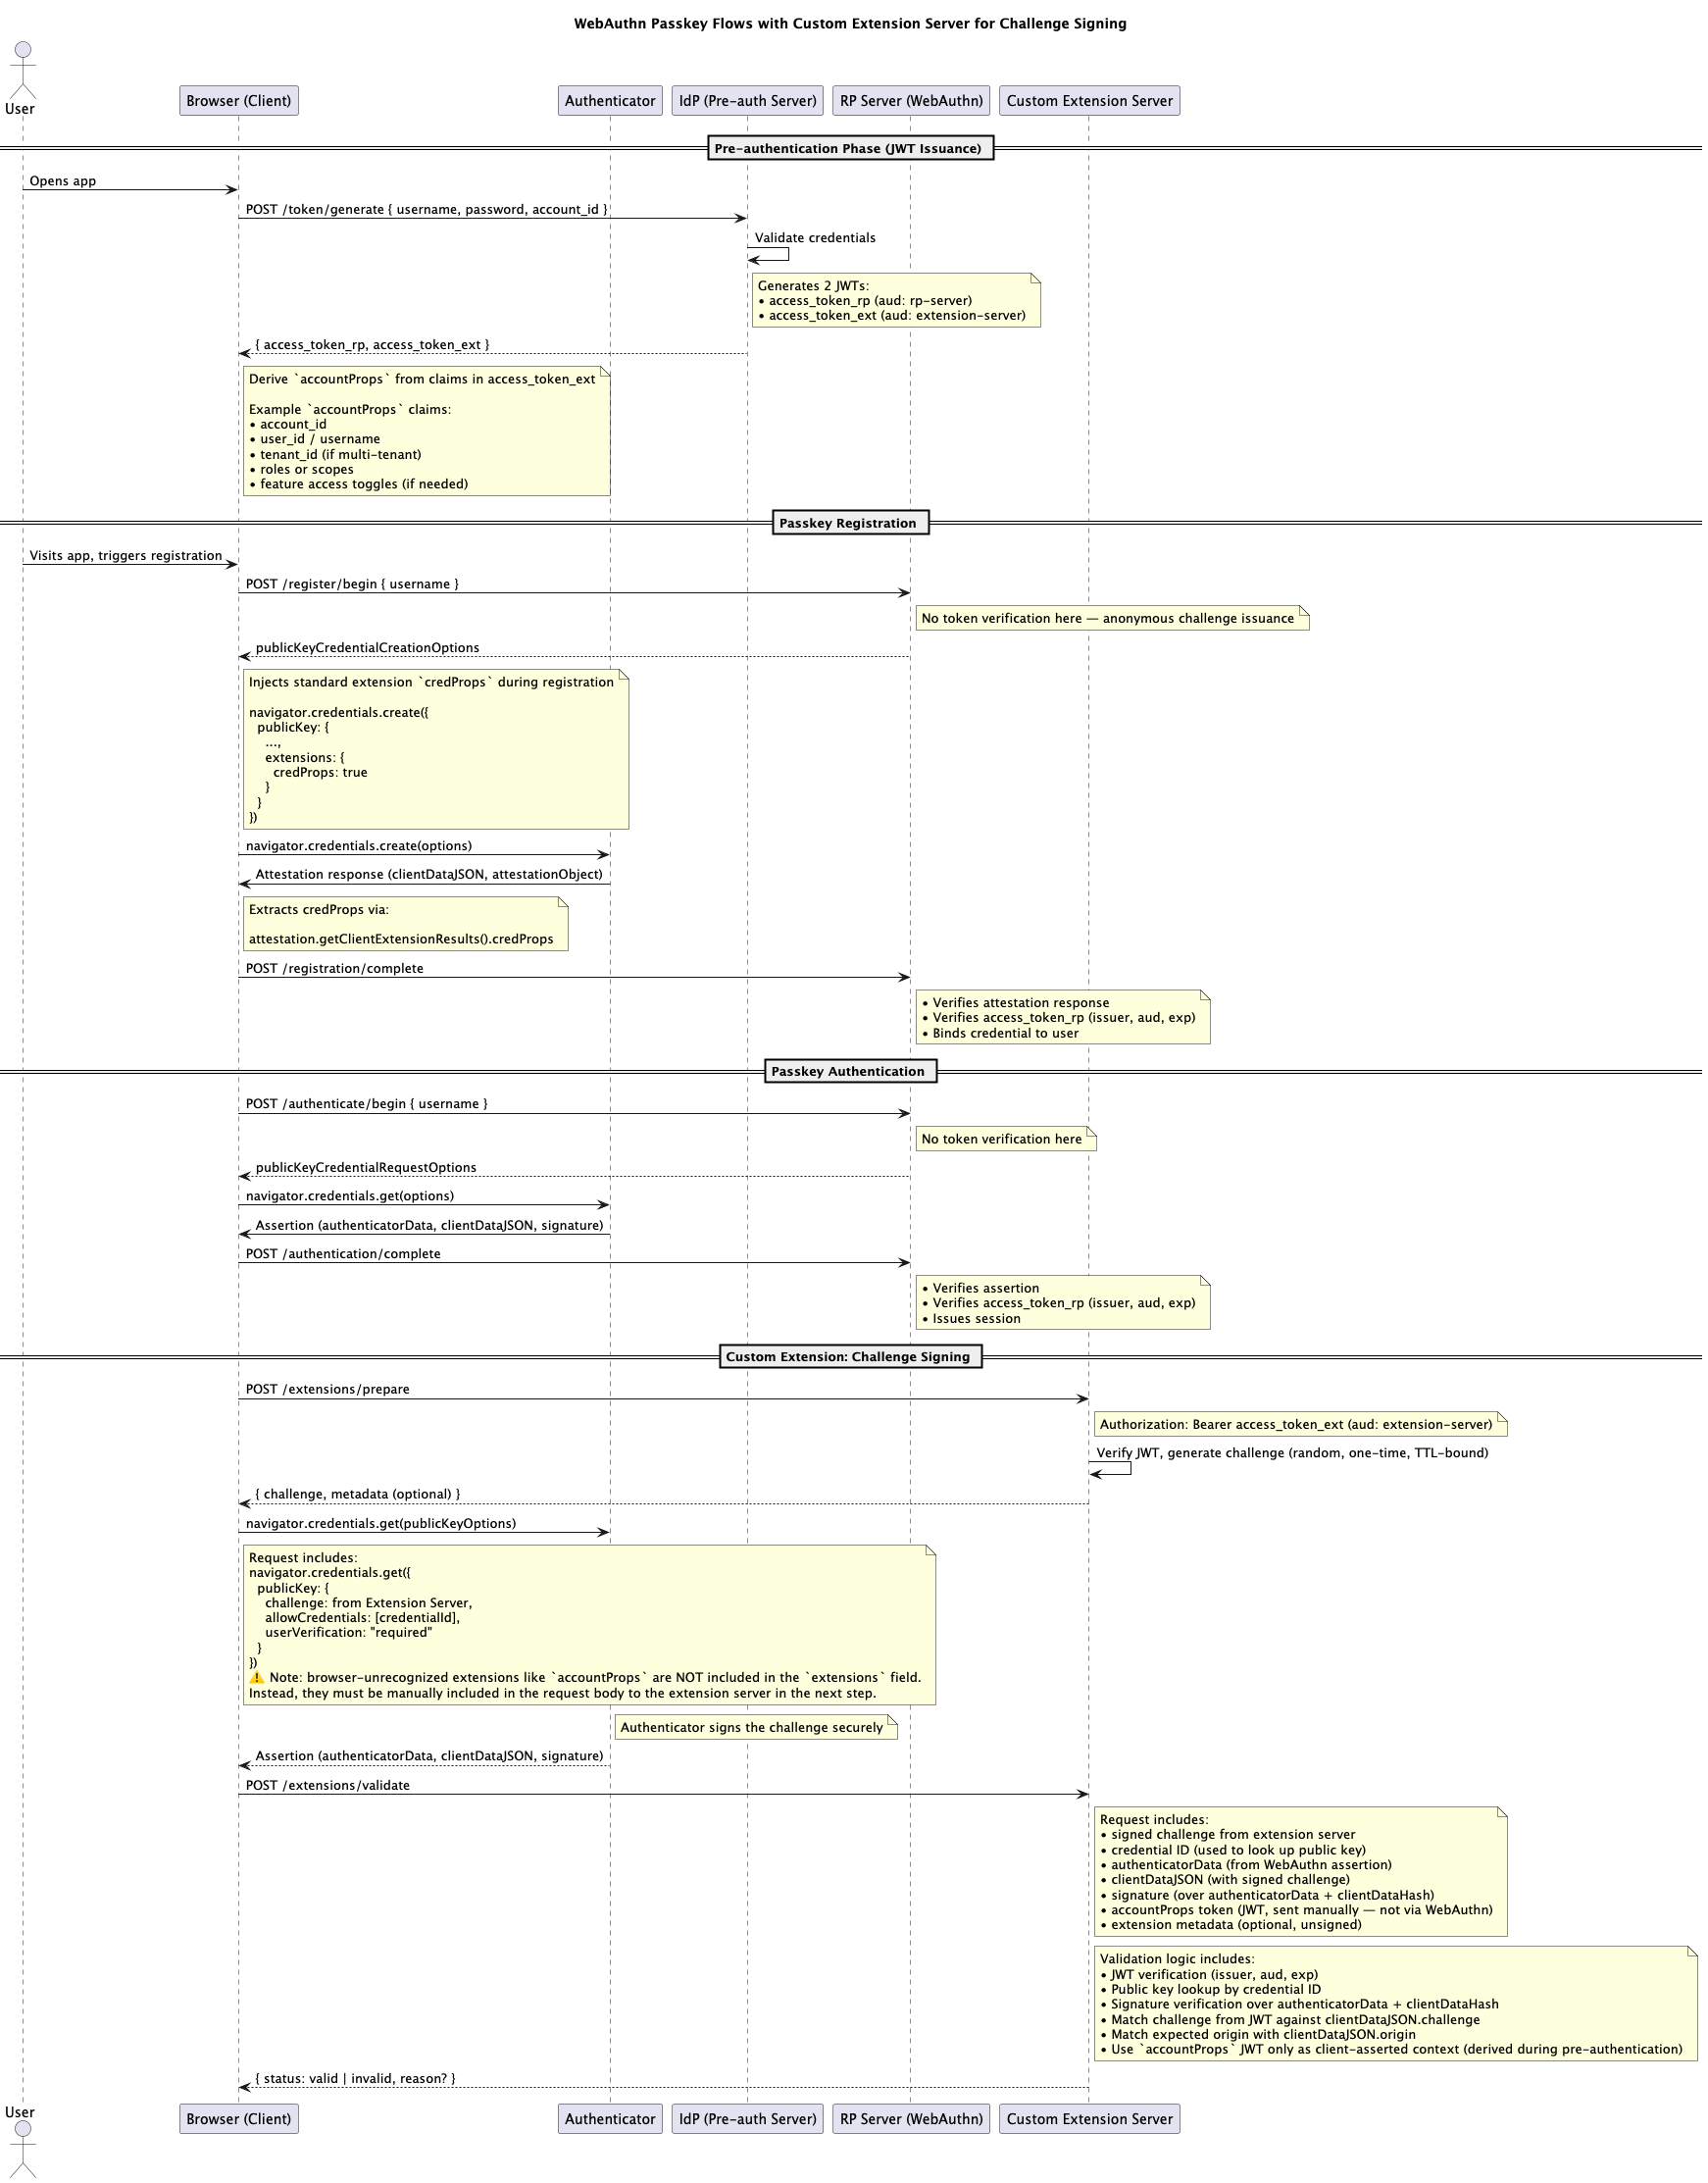 WebAuthn Passkey Flows with Custom Extension Server for Challenge Signing
User
Browser (Client)
Authenticator
IdP (Pre-auth Server)
RP Server (WebAuthn)
Custom Extension Server
Pre-authentication Phase (JWT Issuance)
Opens app
POST /token/generate { username, password, account_id }
Validate credentials
Generates 2 JWTs:
• access_token_rp (aud: rp-server)
• access_token_ext (aud: extension-server)
{ access_token_rp, access_token_ext }
Derive `accountProps` from claims in access_token_ext
Example `accountProps` claims:
• account_id
• user_id / username
• tenant_id (if multi-tenant)
• roles or scopes
• feature access toggles (if needed)
Passkey Registration
Visits app, triggers registration
POST /register/begin { username }
No token verification here — anonymous challenge issuance
publicKeyCredentialCreationOptions
Injects standard extension `credProps` during registration
navigator.credentials.create({
publicKey: {
...,
extensions: {
credProps: true
}
}
})
navigator.credentials.create(options)
Attestation response (clientDataJSON, attestationObject)
Extracts credProps via:
attestation.getClientExtensionResults().credProps
POST /registration/complete
• Verifies attestation response
• Verifies access_token_rp (issuer, aud, exp)
• Binds credential to user
Passkey Authentication
POST /authenticate/begin { username }
No token verification here
publicKeyCredentialRequestOptions
navigator.credentials.get(options)
Assertion (authenticatorData, clientDataJSON, signature)
POST /authentication/complete
• Verifies assertion
• Verifies access_token_rp (issuer, aud, exp)
• Issues session
Custom Extension: Challenge Signing
POST /extensions/prepare
Authorization: Bearer access_token_ext (aud: extension-server)
Verify JWT, generate challenge (random, one-time, TTL-bound)
{ challenge, metadata (optional) }
navigator.credentials.get(publicKeyOptions)
Request includes:
navigator.credentials.get({
publicKey: {
challenge: from Extension Server,
allowCredentials: [credentialId],
userVerification: "required"
}
})
⚠️ Note: browser-unrecognized extensions like `accountProps` are NOT included in the `extensions` field.
Instead, they must be manually included in the request body to the extension server in the next step.
Authenticator signs the challenge securely
Assertion (authenticatorData, clientDataJSON, signature)
POST /extensions/validate
Request includes:
• signed challenge from extension server
• credential ID (used to look up public key)
• authenticatorData (from WebAuthn assertion)
• clientDataJSON (with signed challenge)
• signature (over authenticatorData + clientDataHash)
• accountProps token (JWT, sent manually — not via WebAuthn)
• extension metadata (optional, unsigned)
Validation logic includes:
• JWT verification (issuer, aud, exp)
• Public key lookup by credential ID
• Signature verification over authenticatorData + clientDataHash
• Match challenge from JWT against clientDataJSON.challenge
• Match expected origin with clientDataJSON.origin
• Use `accountProps` JWT only as client-asserted context (derived during pre-authentication)
{ status: valid | invalid, reason? }
User
Browser (Client)
Authenticator
IdP (Pre-auth Server)
RP Server (WebAuthn)
Custom Extension Server